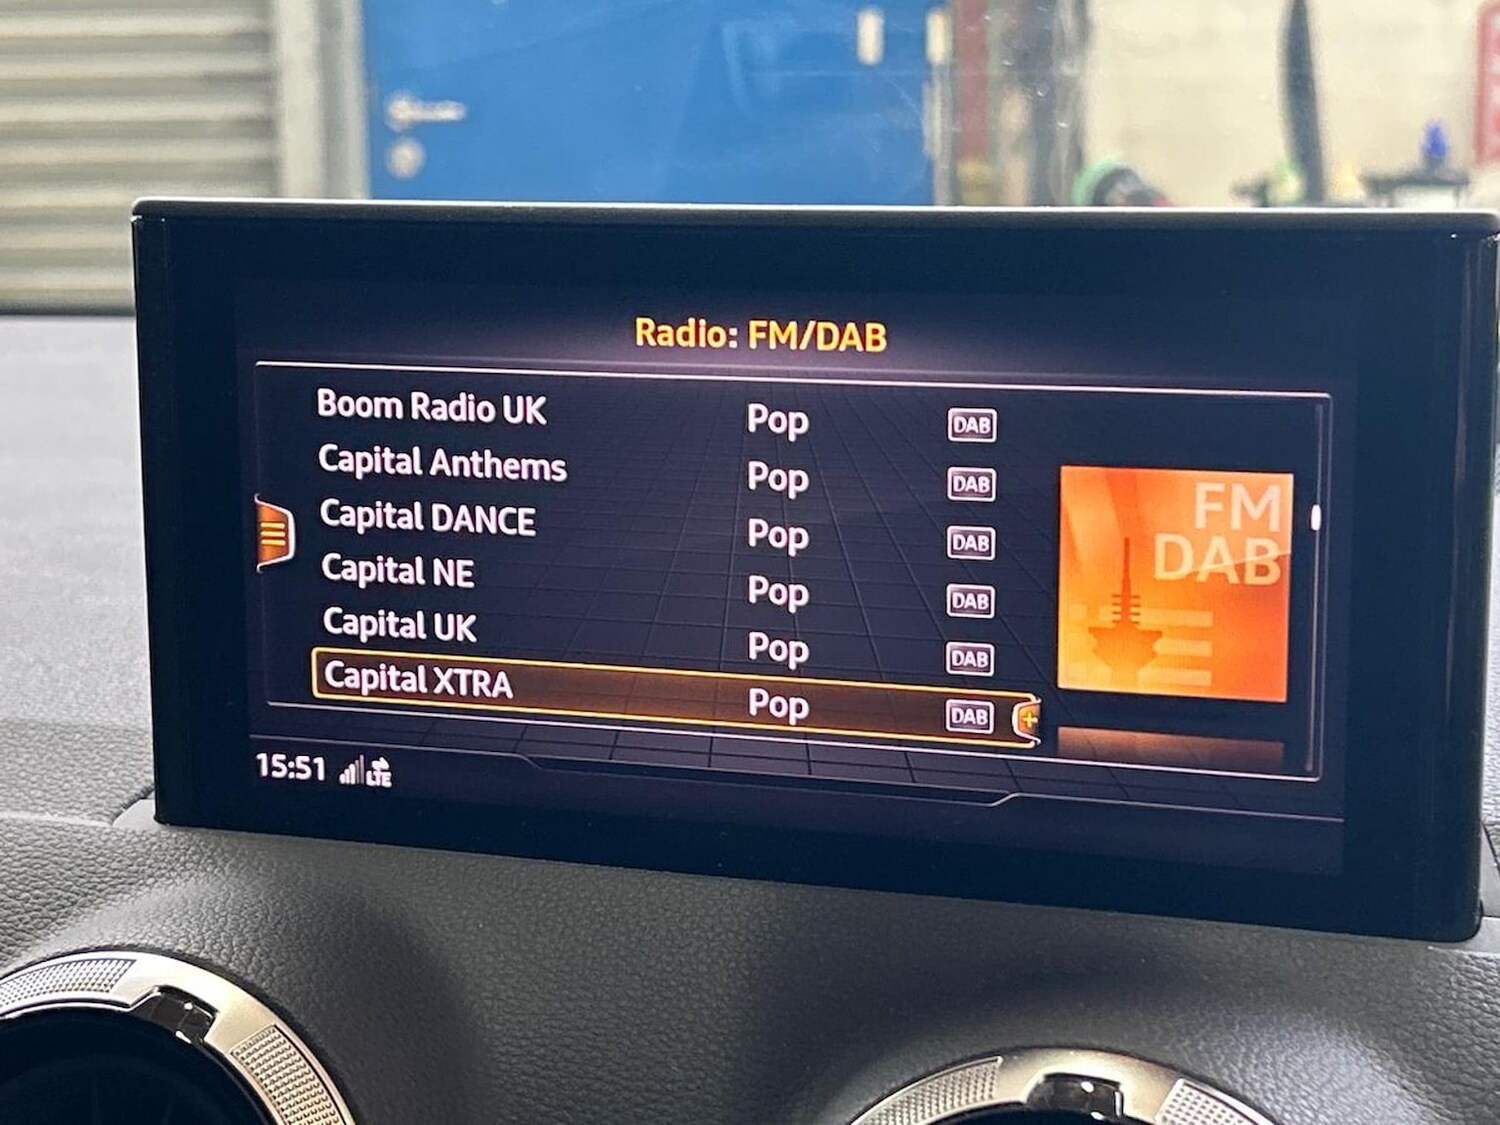 Radio: FM/DAB
Boom Radio UK Pop DAB
Capital Anthems Pop DAB
Capital DANCE Pop DAB
Capital NE Pop DAB
Capital UK Pop DAB
Capital XTRA Pop DAB
FM
DAB
15:51 LTE